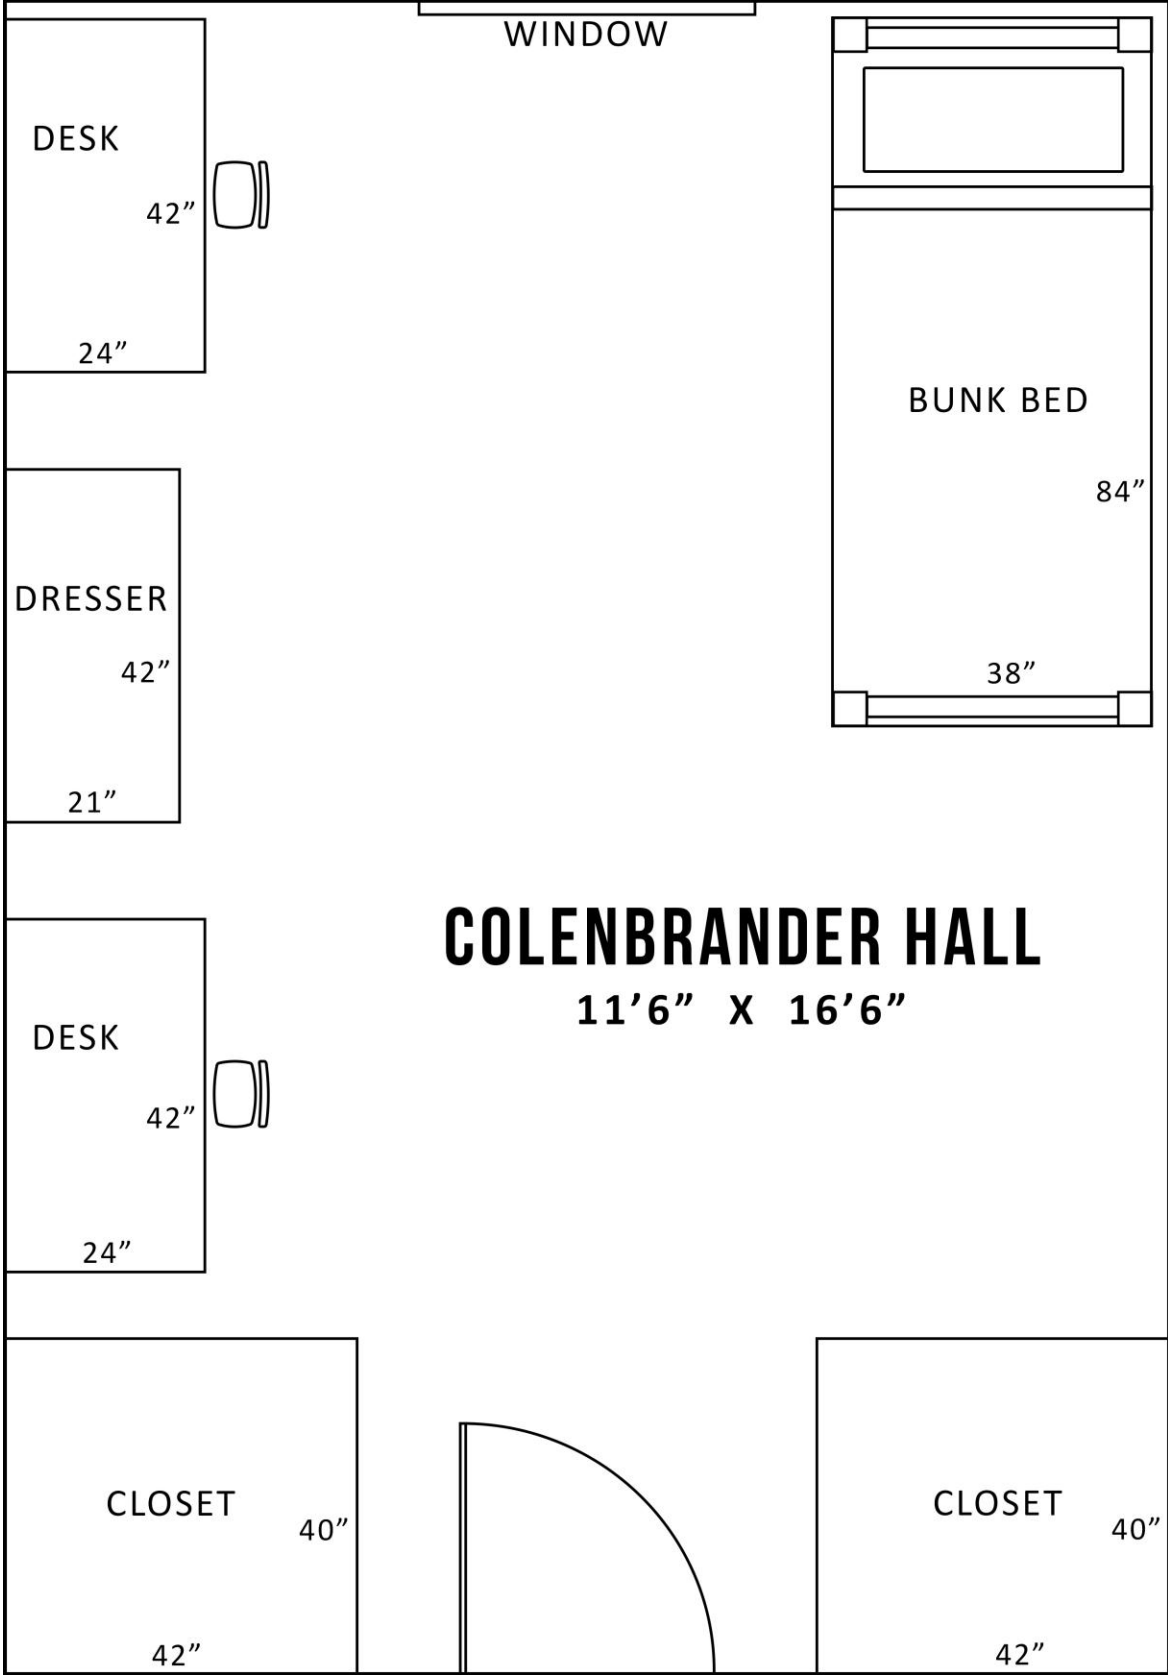 WINDOW
DESK
42”
24”
BUNK BED
84”
38”
DRESSER
42”
21”
COLENBRANDER HALL
11’6” X 16’6”
DESK
42”
24”
CLOSET
40”
42”
CLOSET
40”
42”